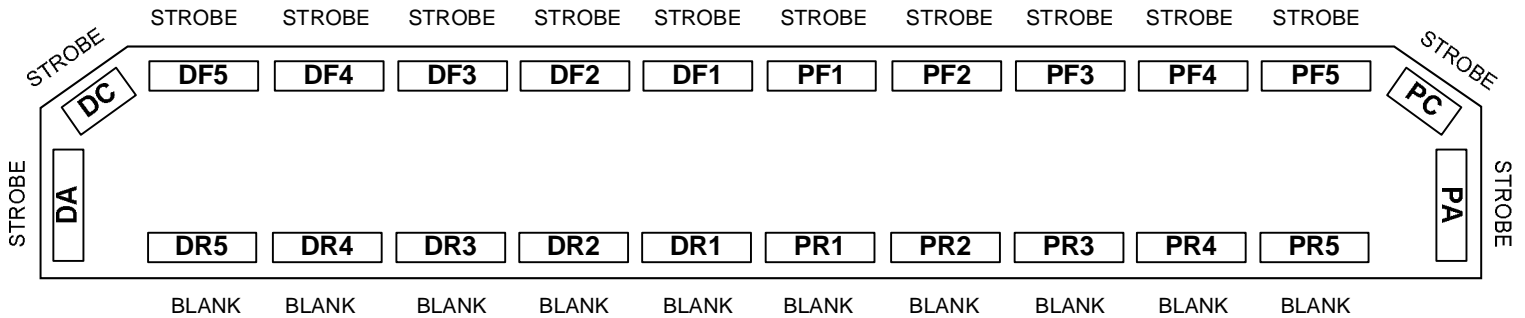 STROBE STROBE STROBE STROBE STROBE STROBE STROBE STROBE STROBE STROBE
STROBE STROBE
DF5 DF4 DF3 DF2 DF1 PF1 PF2 PF3 PF4 PF5
DC PC
STROBE DA PA STROBE
DR5 DR4 DR3 DR2 DR1 PR1 PR2 PR3 PR4 PR5
BLANK BLANK BLANK BLANK BLANK BLANK BLANK BLANK BLANK BLANK